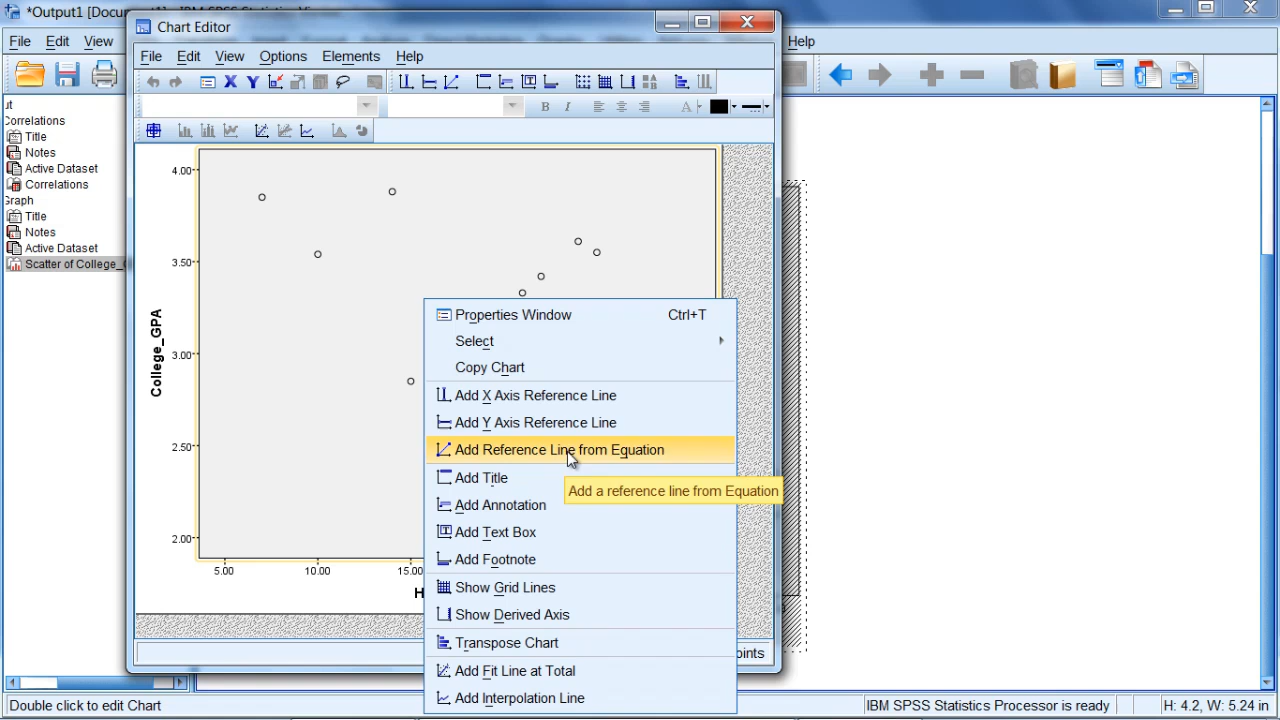 *Output1 [Docum
Chart Editor
File Edit View
Help
File Edit View Options Elements Help
B I
A
X Y
ut
Correlations
Title
Notes
Active Dataset
Correlations
Graph
Title
Notes
Active Dataset
Scatter of College_
4.00
3.50
3.00
2.50
2.00
College_GPA
5.00 10.00 15.00
H
Properties Window Ctrl+T
Select
Copy Chart
Add X Axis Reference Line
Add Y Axis Reference Line
Add Reference Line from Equation
Add a reference line from Equation
Add Title
Add Annotation
Add Text Box
Add Footnote
Show Grid Lines
Show Derived Axis
Transpose Chart
Add Fit Line at Total
Add Interpolation Line
oints
Double click to edit Chart
IBM SPSS Statistics Processor is ready
H: 4.2, W: 5.24 in